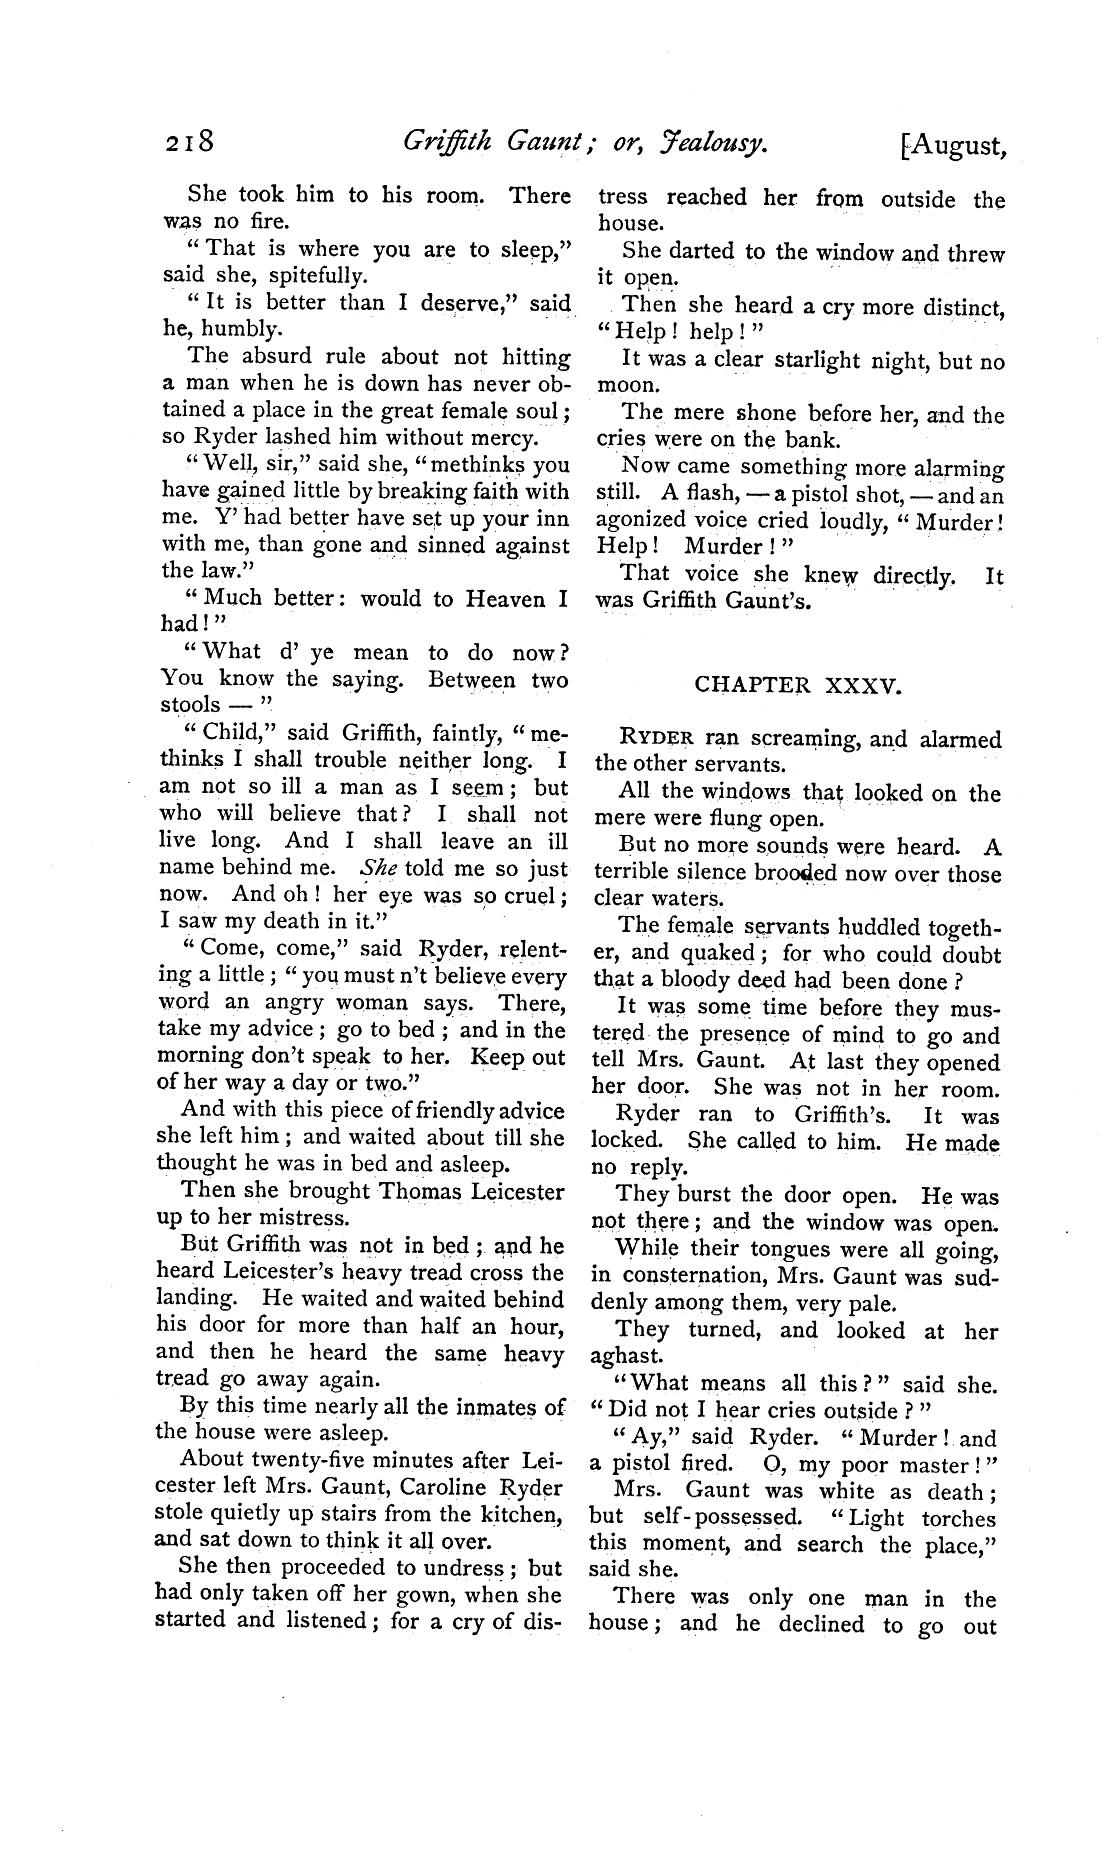 218 Griffith Gaunt; or, Jealousy. [August,
She took him to his room. There
was no fire.
“That is where you are to sleep,”
said she, spitefully.
“It is better than I deserve,” said
he, humbly.
The absurd rule about not hitting
a man when he is down has never ob-
tained a place in the great female soul;
so Ryder lashed him without mercy.
“Well, sir,” said she, “methinks you
have gained little by breaking faith with
me. Y’ had better have set up your inn
with me, than gone and sinned against
the law.”
“Much better: would to Heaven I
had!”
“What d’ ye mean to do now?
You know the saying. Between two
stools — ”
“Child,” said Griffith, faintly, “me-
thinks I shall trouble neither long. I
am not so ill a man as I seem; but
who will believe that? I shall not
live long. And I shall leave an ill
name behind me. She told me so just
now. And oh! her eye was so cruel;
I saw my death in it.”
“Come, come,” said Ryder, relent-
ing a little; “you must n’t believe every
word an angry woman says. There,
take my advice; go to bed; and in the
morning don’t speak to her. Keep out
of her way a day or two.”
And with this piece of friendly advice
she left him; and waited about till she
thought he was in bed and asleep.
Then she brought Thomas Leicester
up to her mistress.
But Griffith was not in bed; and he
heard Leicester’s heavy tread cross the
landing. He waited and waited behind
his door for more than half an hour,
and then he heard the same heavy
tread go away again.
By this time nearly all the inmates of
the house were asleep.
About twenty-five minutes after Lei-
cester left Mrs. Gaunt, Caroline Ryder
stole quietly up stairs from the kitchen,
and sat down to think it all over.
She then proceeded to undress; but
had only taken off her gown, when she
started and listened; for a cry of dis-
tress reached her from outside the
house.
She darted to the window and threw
it open.
Then she heard a cry more distinct,
“Help! help!”
It was a clear starlight night, but no
moon.
The mere shone before her, and the
cries were on the bank.
Now came something more alarming
still. A flash, — a pistol shot, — and an
agonized voice cried loudly, “Murder!
Help! Murder!”
That voice she knew directly. It
was Griffith Gaunt’s.
CHAPTER XXXV.
RYDER ran screaming, and alarmed
the other servants.
All the windows that looked on the
mere were flung open.
But no more sounds were heard. A
terrible silence brooded now over those
clear waters.
The female servants huddled togeth-
er, and quaked; for who could doubt
that a bloody deed had been done?
It was some time before they mus-
tered the presence of mind to go and
tell Mrs. Gaunt. At last they opened
her door. She was not in her room.
Ryder ran to Griffith’s. It was
locked. She called to him. He made
no reply.
They burst the door open. He was
not there; and the window was open.
While their tongues were all going,
in consternation, Mrs. Gaunt was sud-
denly among them, very pale.
They turned, and looked at her
aghast.
“What means all this?” said she.
“Did not I hear cries outside?”
“Ay,” said Ryder. “Murder! and
a pistol fired. O, my poor master!”
Mrs. Gaunt was white as death;
but self-possessed. “Light torches
this moment, and search the place,”
said she.
There was only one man in the
house; and he declined to go out